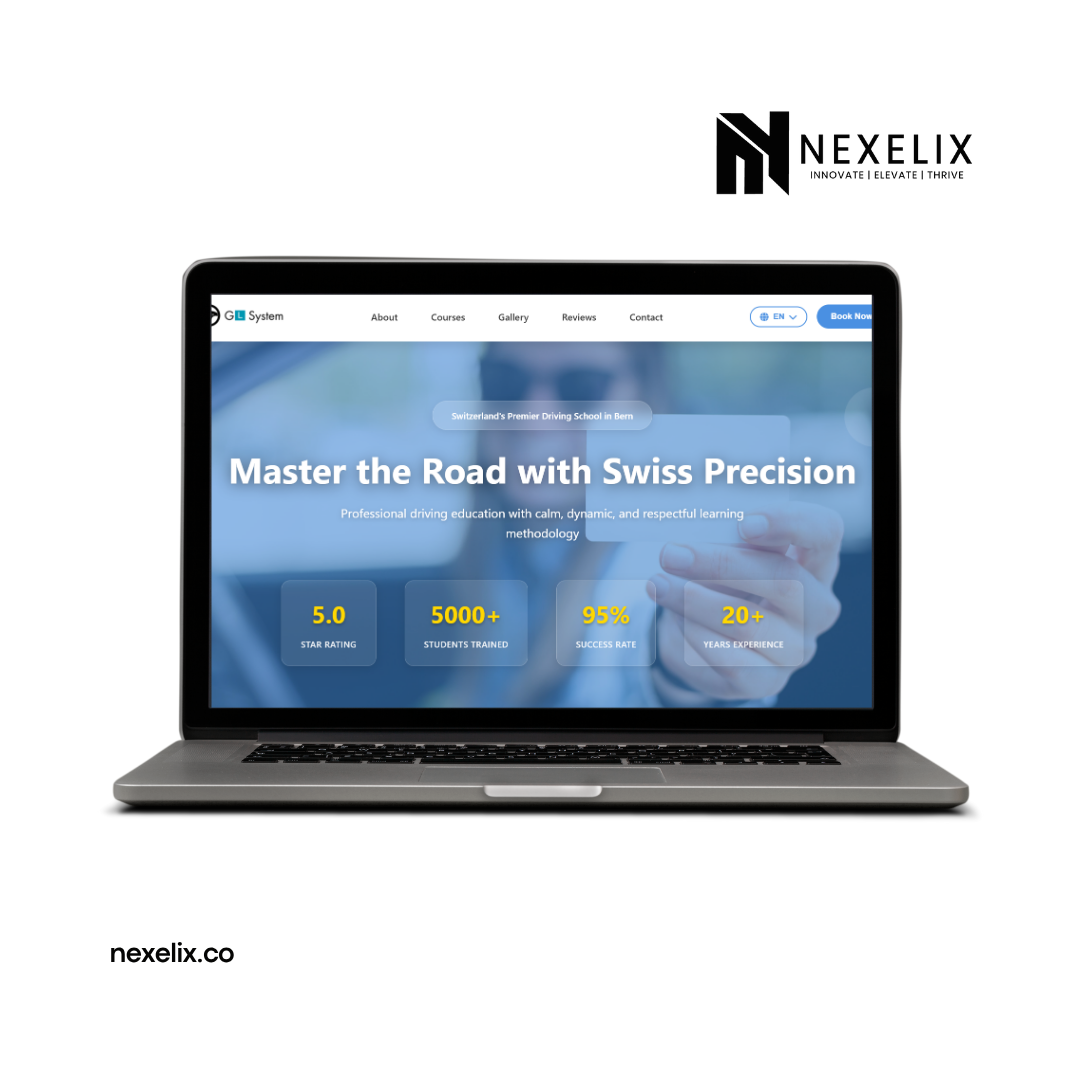 NEXELIX
INNOVATE | ELEVATE | THRIVE
GL System
About
Courses
Gallery
Reviews
Contact
EN
Book Now
Switzerland's Premier Driving School in Bern
Master the Road with Swiss Precision
Professional driving education with calm, dynamic, and respectful learning
methodology
5.0
5000+
95%
20+
STAR RATING
STUDENTS TRAINED
SUCCESS RATE
YEARS EXPERIENCE
nexelix.co